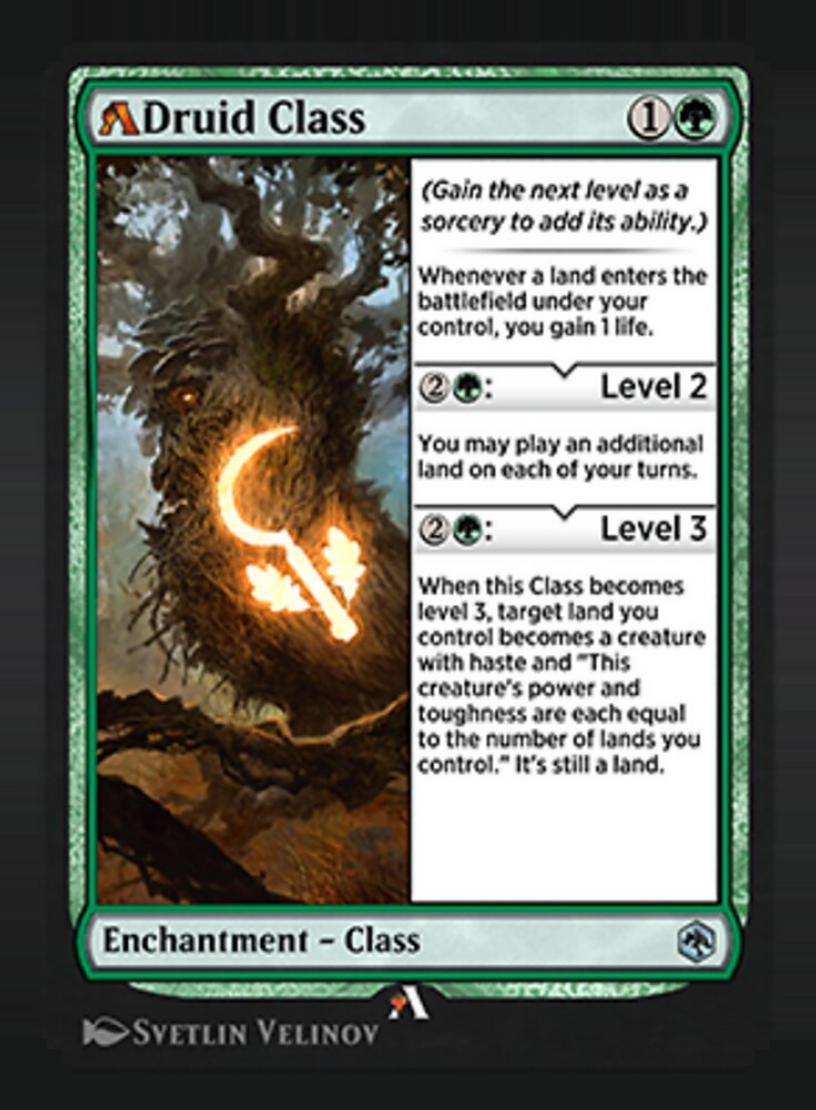 Druid Class 1
(Gain the next level as a
sorcery to add its ability.)
Whenever a land enters the
battlefield under your
control, you gain 1 life.
2 : Level 2
You may play an additional
land on each of your turns.
2 : Level 3
When this Class becomes
level 3, target land you
control becomes a creature
with haste and "This
creature's power and
toughness are each equal
to the number of lands you
control." It's still a land.
Enchantment – Class
Svetlin Velinov